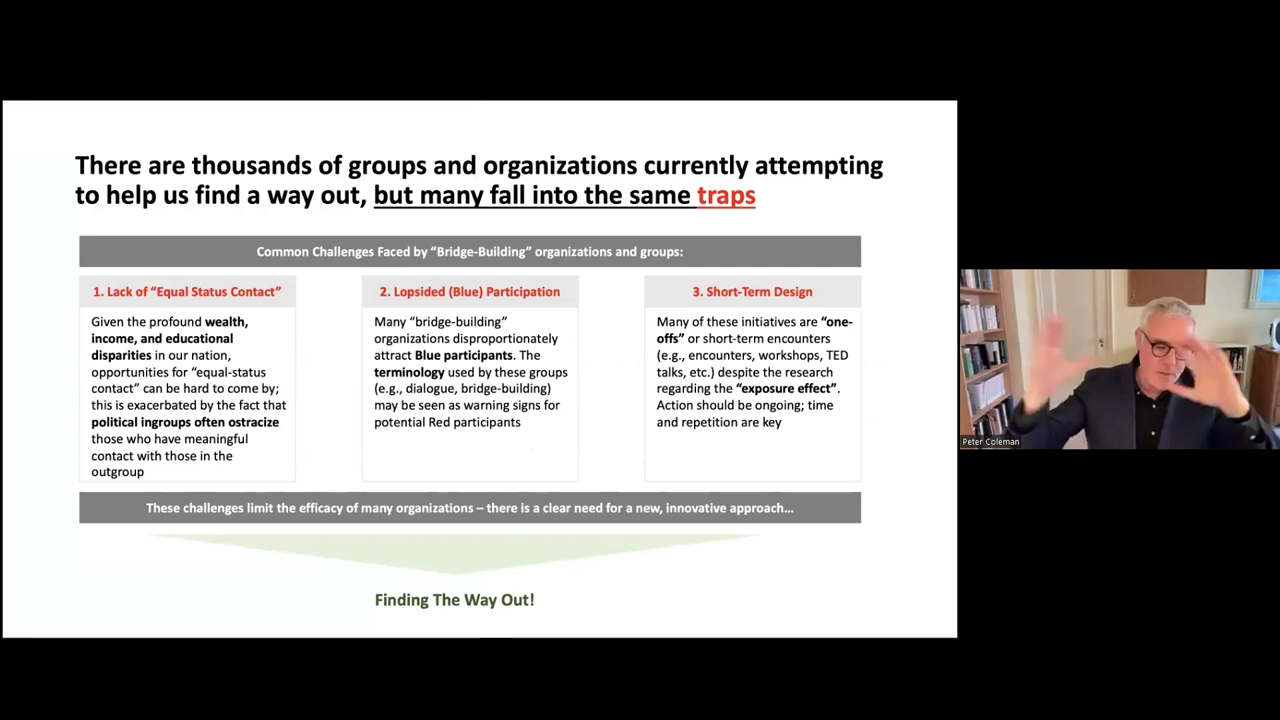 There are thousands of groups and organizations currently attempting
to help us find a way out, but many fall into the same traps
Common Challenges Faced by “Bridge-Building” organizations and groups:
1. Lack of “Equal Status Contact”
Given the profound wealth,
income, and educational
disparities in our nation,
opportunities for “equal-status
contact” can be hard to come by;
this is exacerbated by the fact that
political ingroups often ostracize
those who have meaningful
contact with those in the
outgroup
2. Lopsided (Blue) Participation
Many “bridge-building”
organizations disproportionately
attract Blue participants. The
terminology used by these groups
(e.g., dialogue, bridge-building)
may be seen as warning signs for
potential Red participants
3. Short-Term Design
Many of these initiatives are “one-
offs” or short-term encounters
(e.g., encounters, workshops, TED
talks, etc.) despite the research
regarding the “exposure effect”.
Action should be ongoing; time
and repetition are key
These challenges limit the efficacy of many organizations – there is a clear need for a new, innovative approach…
Finding The Way Out!
Peter Coleman